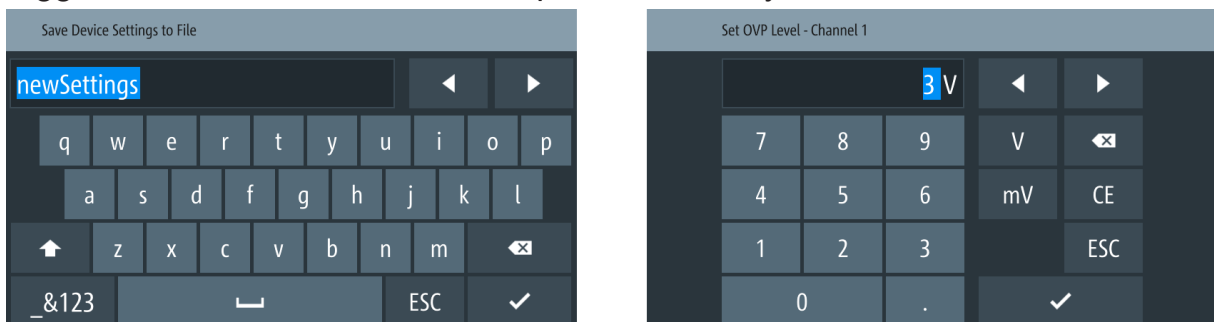 Save Device Settings to File
newSettings
q w e r t y u i o p
a s d f g h j k l
z x c v b n m
_&123 ESC
Set OVP Level - Channel 1
3 V
7 8 9 V
4 5 6 mV CE
1 2 3 ESC
0 .